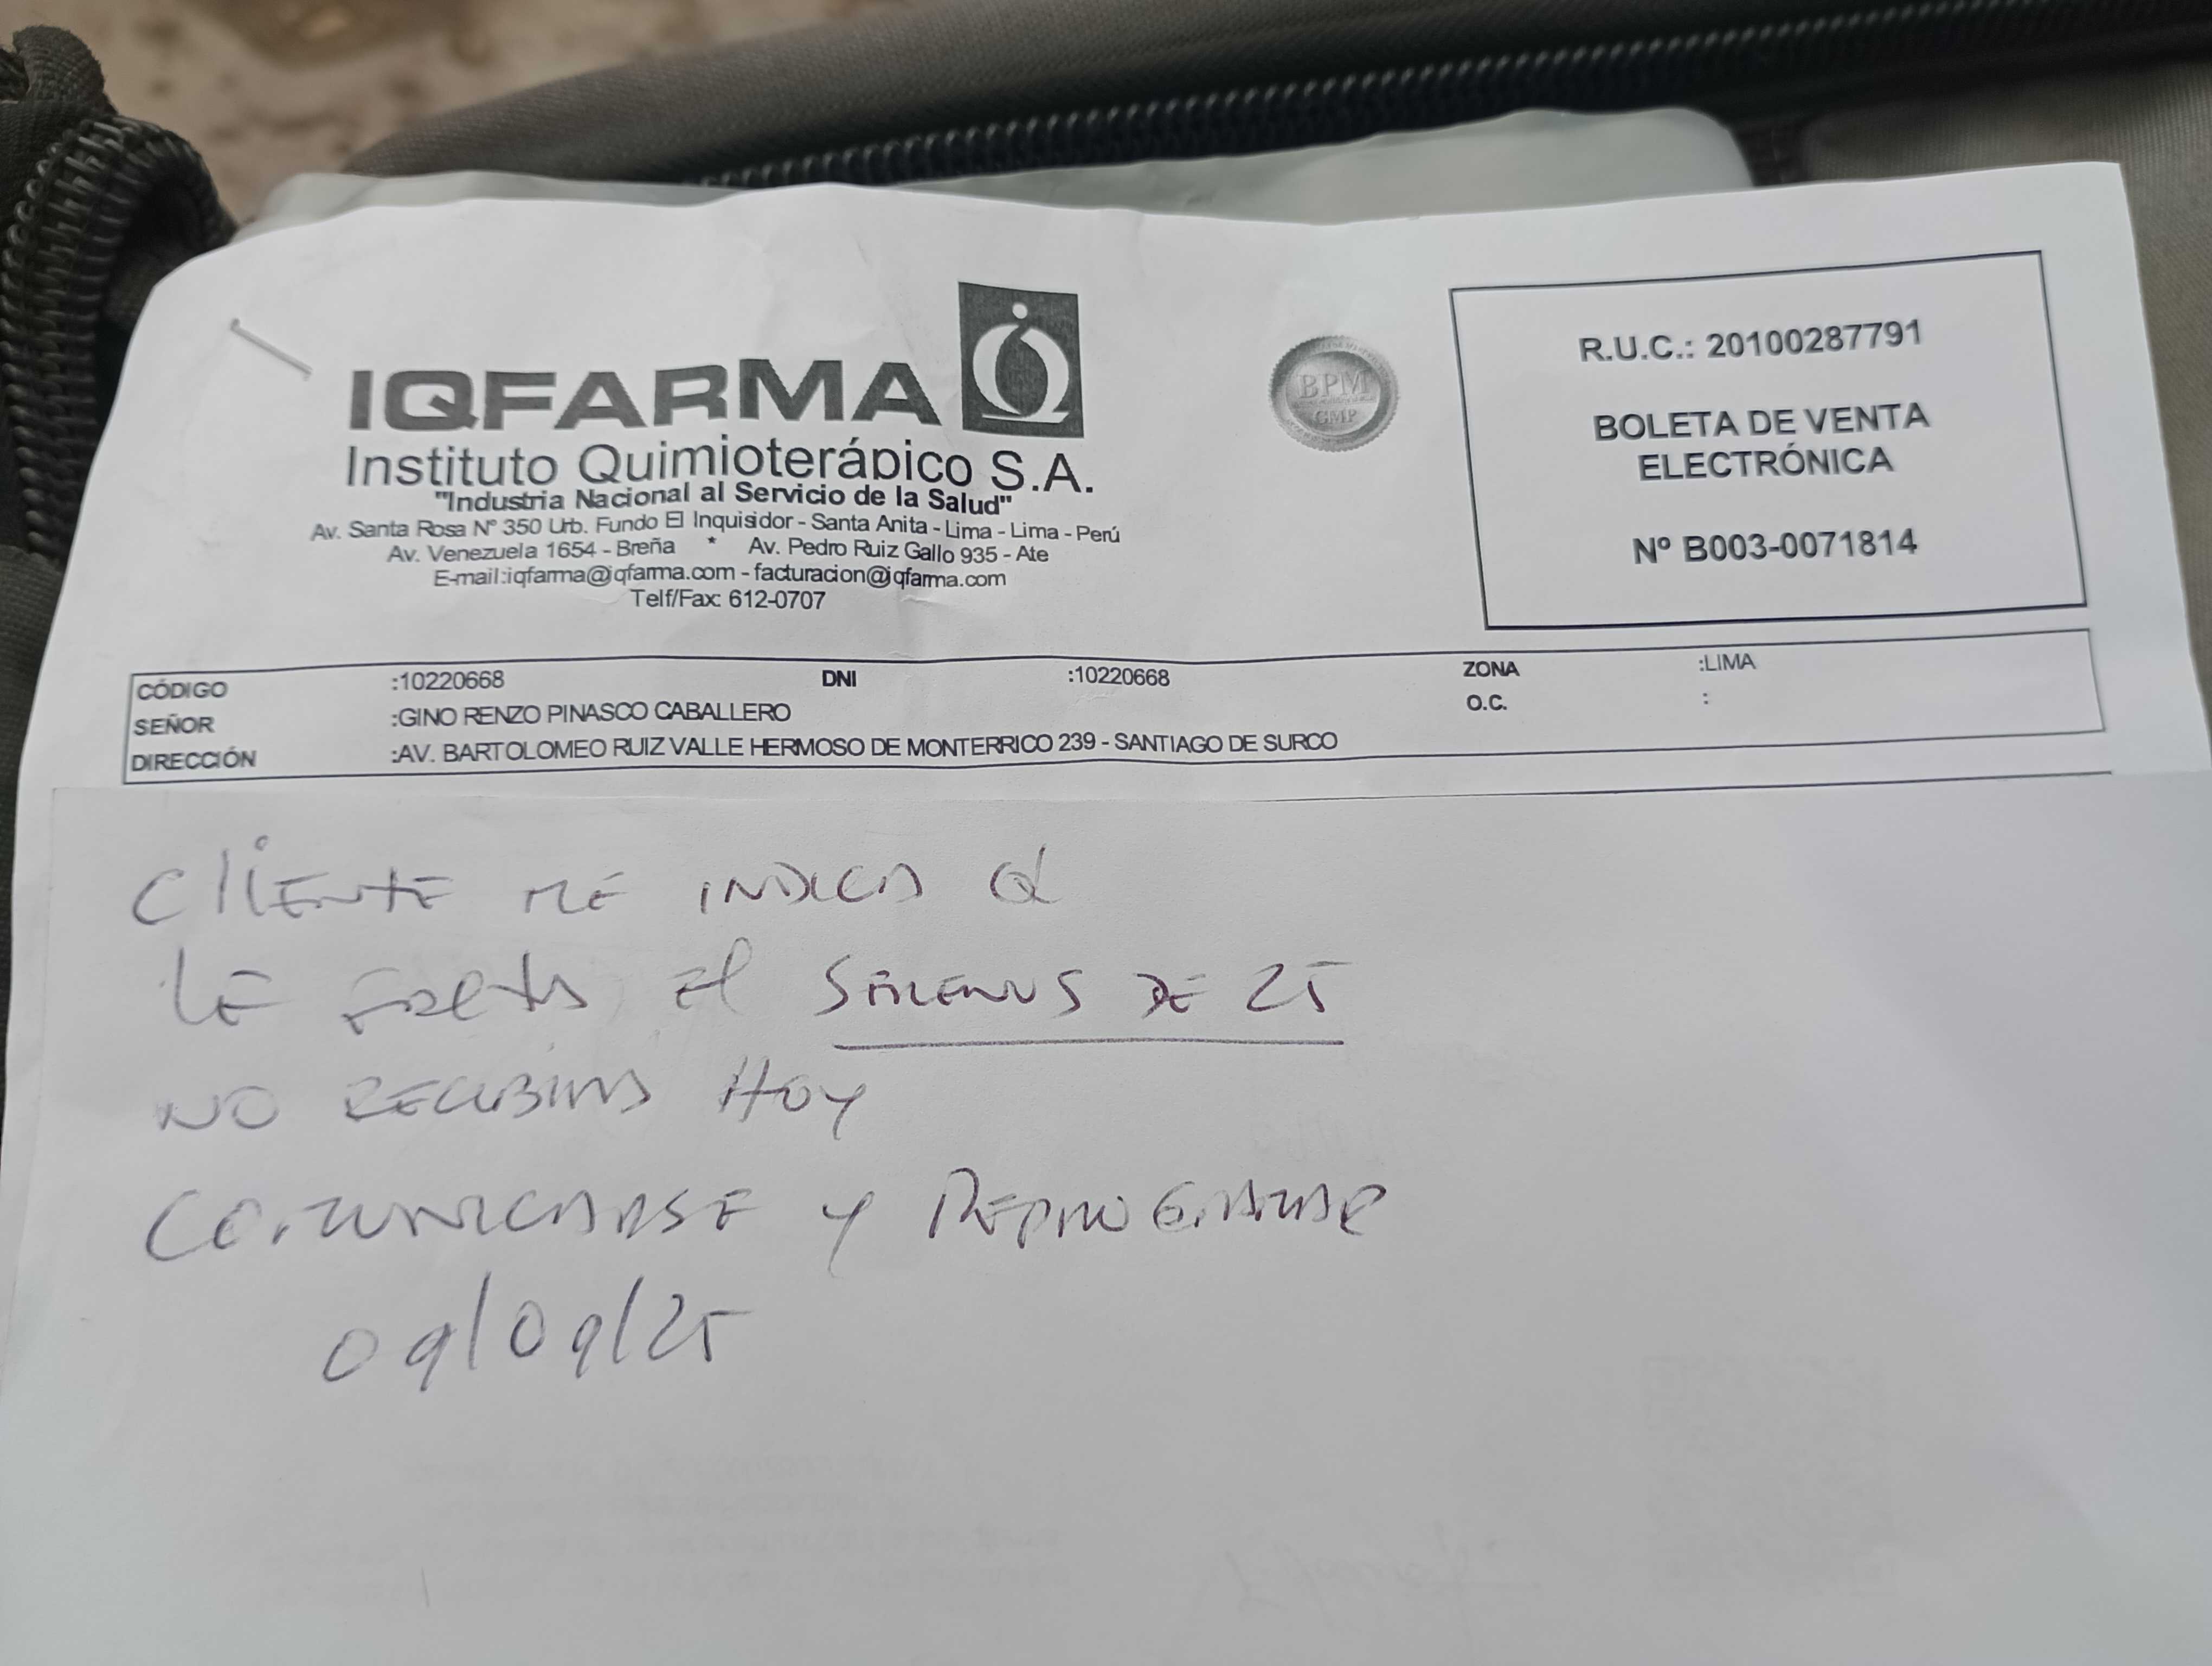 IQFARMA
Instituto Quimioterápico S.A.
"Industria Nacional al Servicio de la Salud"
Av. Santa Rosa N° 350 Urb. Fundo El Inquisidor - Santa Anita - Lima - Lima - Perú
Av. Venezuela 1654 - Breña * Av. Pedro Ruiz Gallo 935 - Ate
E-mail:iqfarma@iqfarma.com - facturacion@iqfarma.com
Telf/Fax: 612-0707
BPM
GMP
R.U.C.: 20100287791
BOLETA DE VENTA
ELECTRÓNICA
Nº B003-0071814
CÓDIGO :10220668 DNI :10220668 ZONA :LIMA
SEÑOR :GINO RENZO PINASCO CABALLERO O.C. :
DIRECCIÓN :AV. BARTOLOMEO RUIZ VALLE HERMOSO DE MONTERRICO 239 - SANTIAGO DE SURCO
CLIENTE ME INDICA Q
LE FALTA El DE 25
NO RECIBIRA HOY
COMUNICARSE Y REPROGRAMAR
09/09/25